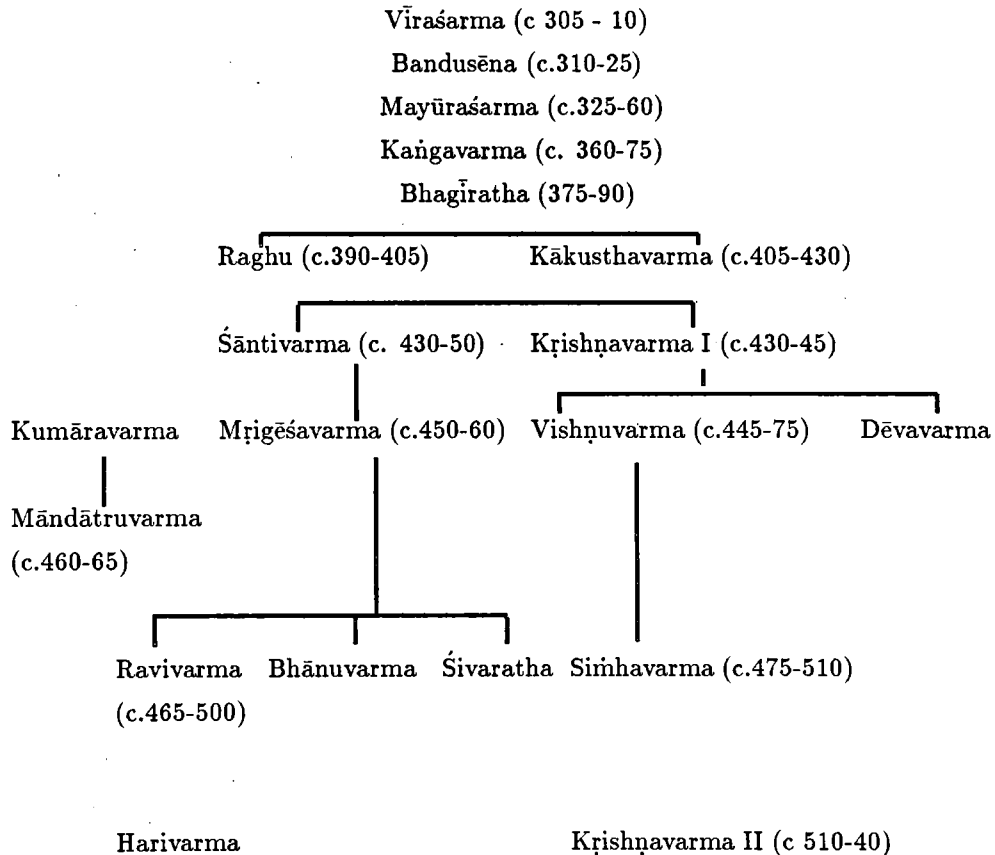 Vīraśarma (c 305 - 10)
Bandusēna (c.310-25)
Mayūraśarma (c.325-60)
Kaṅgavarma (c. 360-75)
Bhagīratha (375-90)
Raghu (c.390-405) Kākusthavarma (c.405-430)
Śāntivarma (c. 430-50) Kṛishṇavarma I (c.430-45)
Kumāravarma Mṛigēśavarma (c.450-60) Vishṇuvarma (c.445-75) Dēvavarma
Māndātruvarma
(c.460-65)
Ravivarma Bhānuvarma Śivaratha Siṁhavarma (c.475-510)
(c.465-500)
Harivarma Kṛishṇavarma II (c 510-40)